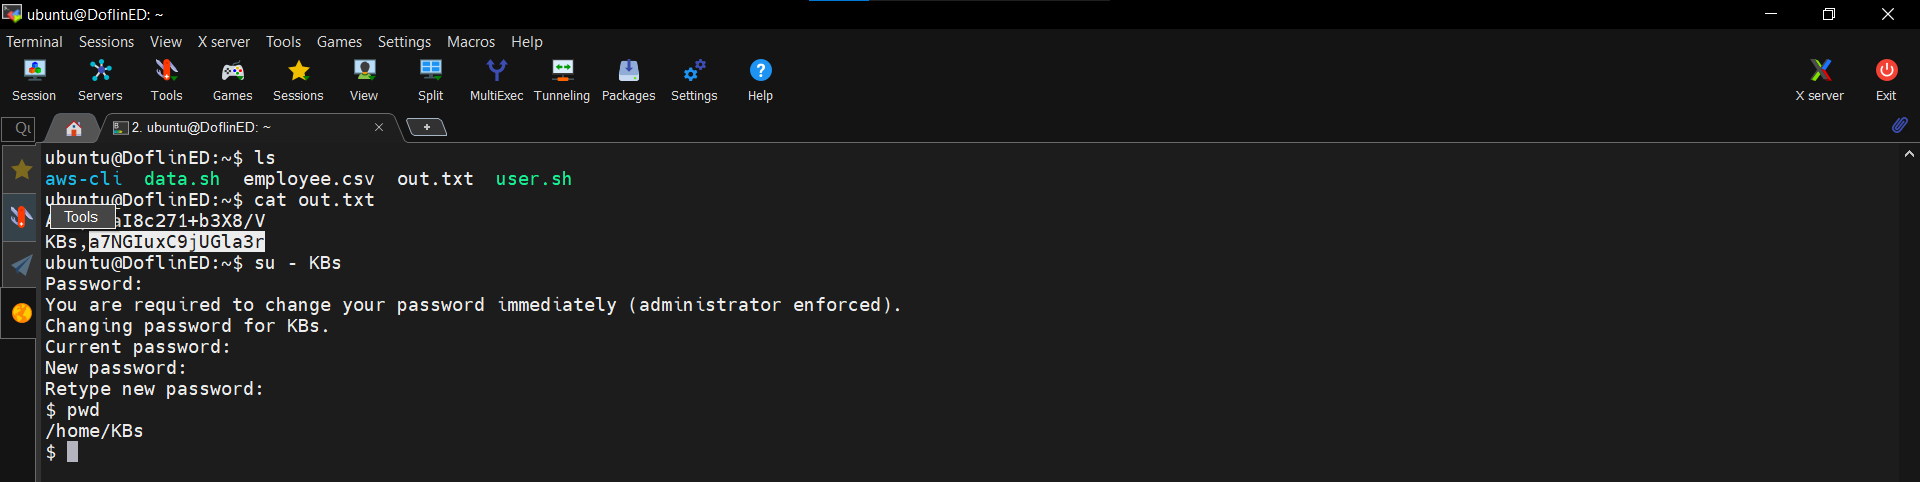 ubuntu@DoflinED: ~
Terminal Sessions View X server Tools Games Settings Macros Help
Session Servers Tools Games Sessions View Split MultiExec Tunneling Packages Settings Help X server Exit
2. ubuntu@DoflinED: ~
ubuntu@DoflinED:~$ ls
aws-cli data.sh employee.csv out.txt user.sh
ubuntu@DoflinED:~$ cat out.txt
Tools
aI8c271+b3X8/V
KBs,a7NGIuxC9jUGla3r
ubuntu@DoflinED:~$ su - KBs
Password:
You are required to change your password immediately (administrator enforced).
Changing password for KBs.
Current password:
New password:
Retype new password:
$ pwd
/home/KBs
$